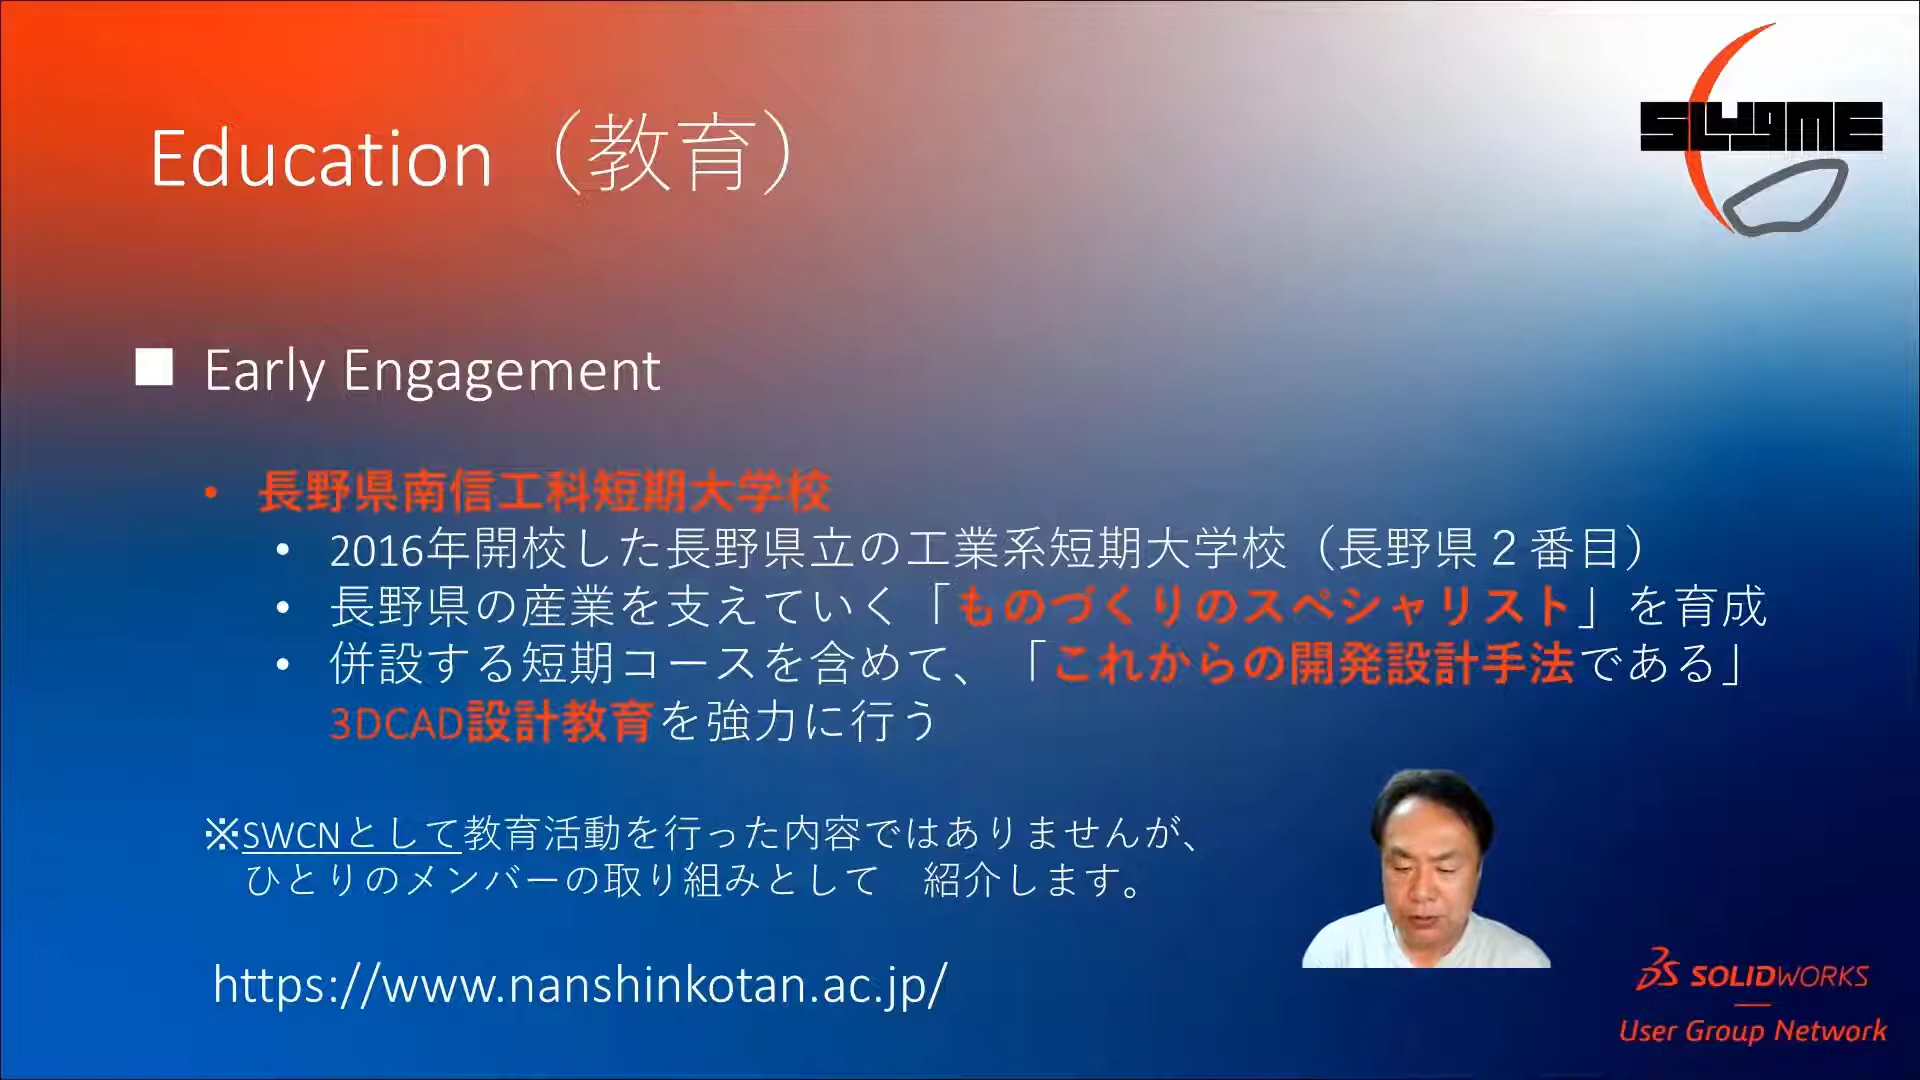 Education（教育）
SLUGME
■ Early Engagement
• 長野県南信工科短期大学校
• 2016年開校した長野県立の工業系短期大学校（長野県２番目）
• 長野県の産業を支えていく「ものづくりのスペシャリスト」を育成
• 併設する短期コースを含めて、「これからの開発設計手法である」
3DCAD設計教育を強力に行う
※SWCNとして教育活動を行った内容ではありませんが、
ひとりのメンバーの取り組みとして　紹介します。
https://www.nanshinkotan.ac.jp/
SOLIDWORKS
User Group Network